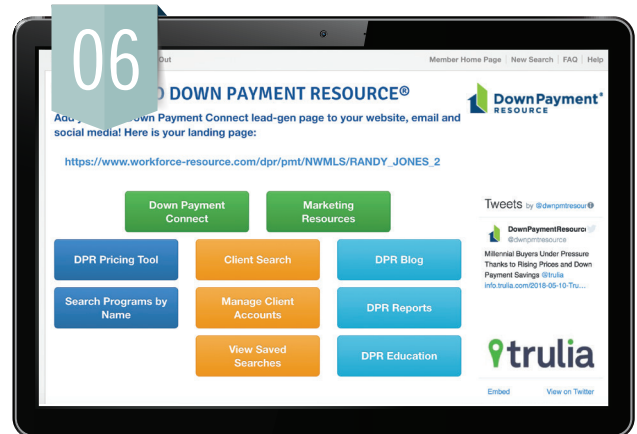 06
Out
Member Home Page | New Search | FAQ | Help
DOWN PAYMENT RESOURCE®
Down Payment Connect lead-gen page to your website, email and
social media! Here is your
landing page:
https://www.workforce-resource.com/dpr/pmt/NWMLS/RANDY_JONES_2
Down Payment
Connect
Marketing
Resources
DPR Pricing Tool
Client Search
DPR Blog
Search Programs by
Name
Manage Client
Accounts
DPR Reports
View Saved
Searches
DPR Education
Down Payment®
RESOURCE
Tweets by @dwnpmtresour
DownPaymentResource
@dwnpmtresource
Millennial Buyers Under Pressure
Thanks to Rising Prices and Down
Payment Savings @trulia
info.trulia.com/2018-05-10-Tru…
trulia
Embed
View on Twitter